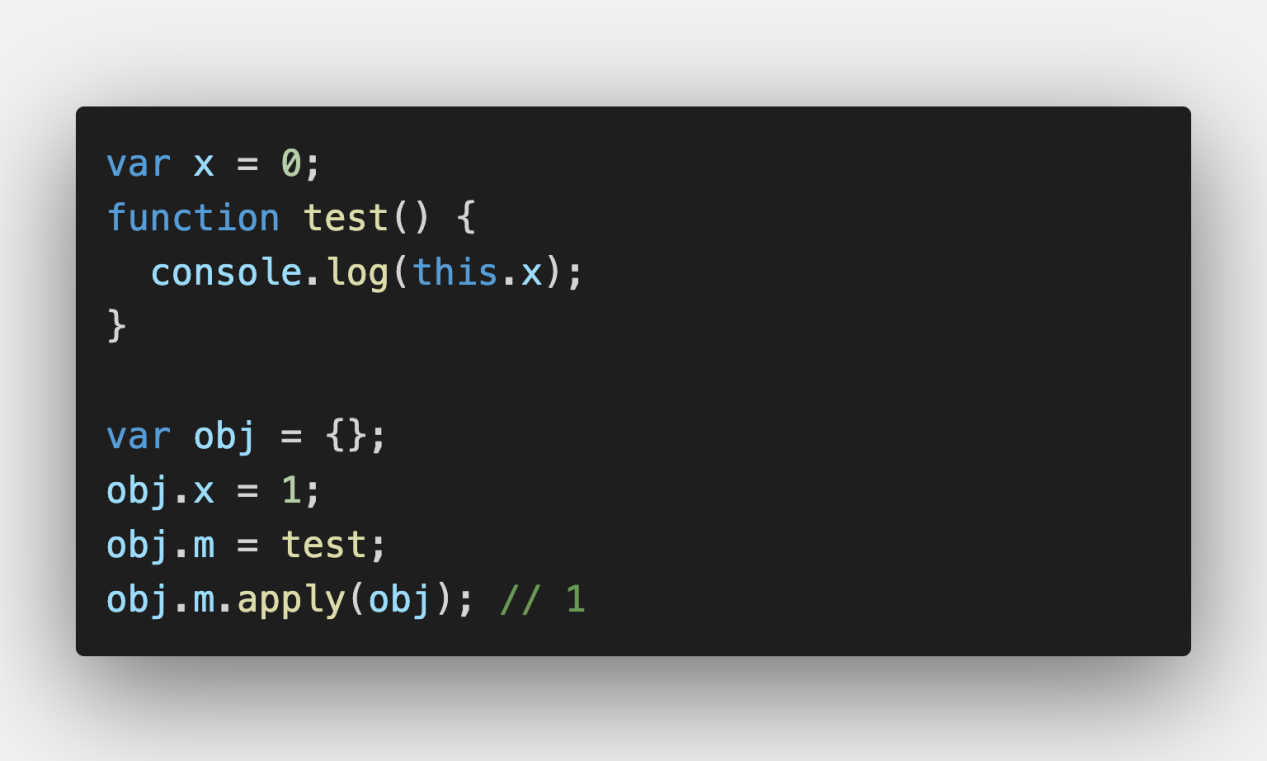 var x = 0;
function test() {
  console.log(this.x);
}

var obj = {};
obj.x = 1;
obj.m = test;
obj.m.apply(obj); // 1